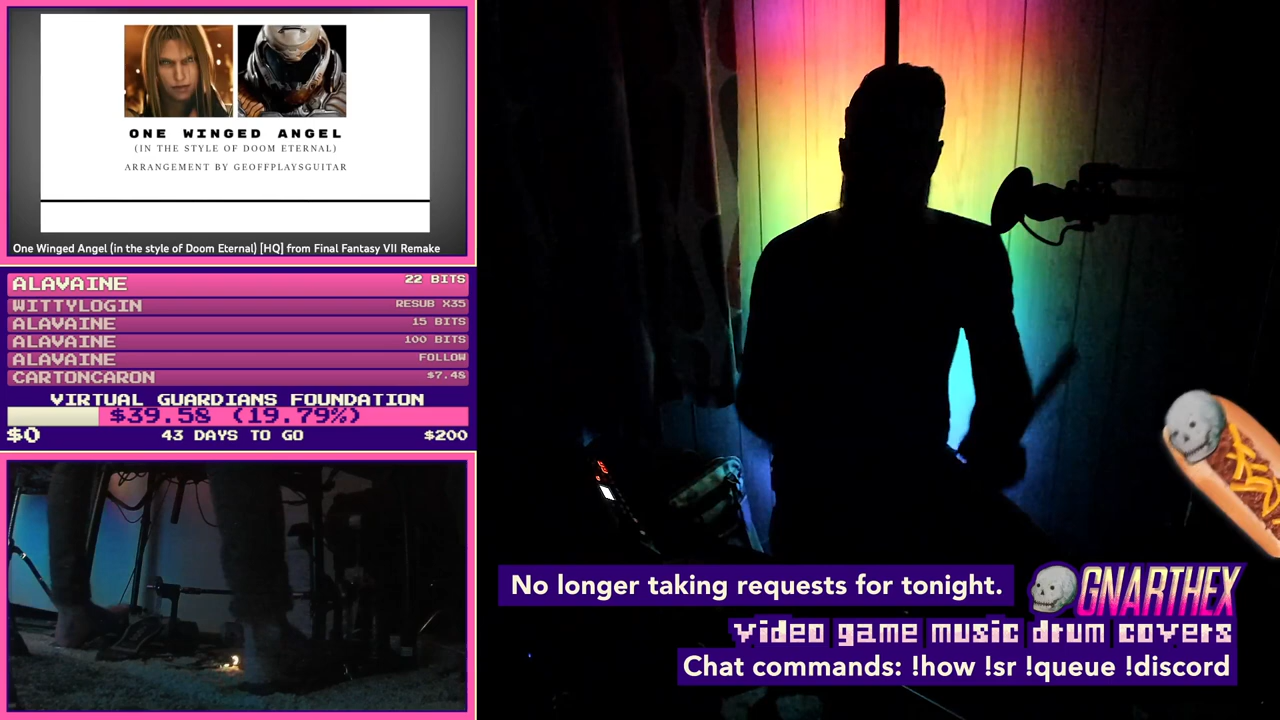 ONE WINGED ANGEL
(IN THE STYLE OF DOOM ETERNAL)
ARRANGEMENT BY GEOFFPLAYSGUITAR
One Winged Angel (in the style of Doom Eternal) [HQ] from Final Fantasy VII Remake
ALAVAINE 22 BITS
WITTYLOGIN RESUB X35
ALAVAINE 15 BITS
ALAVAINE 100 BITS
ALAVAINE FOLLOW
CARTONCARON $7.48
VIRTUAL GUARDIANS FOUNDATION
$39.58 (19.79%)
$0 43 DAYS TO GO $200
No longer taking requests for tonight.
GNARTHEX
video game music drum covers
Chat commands: !how !sr !queue !discord